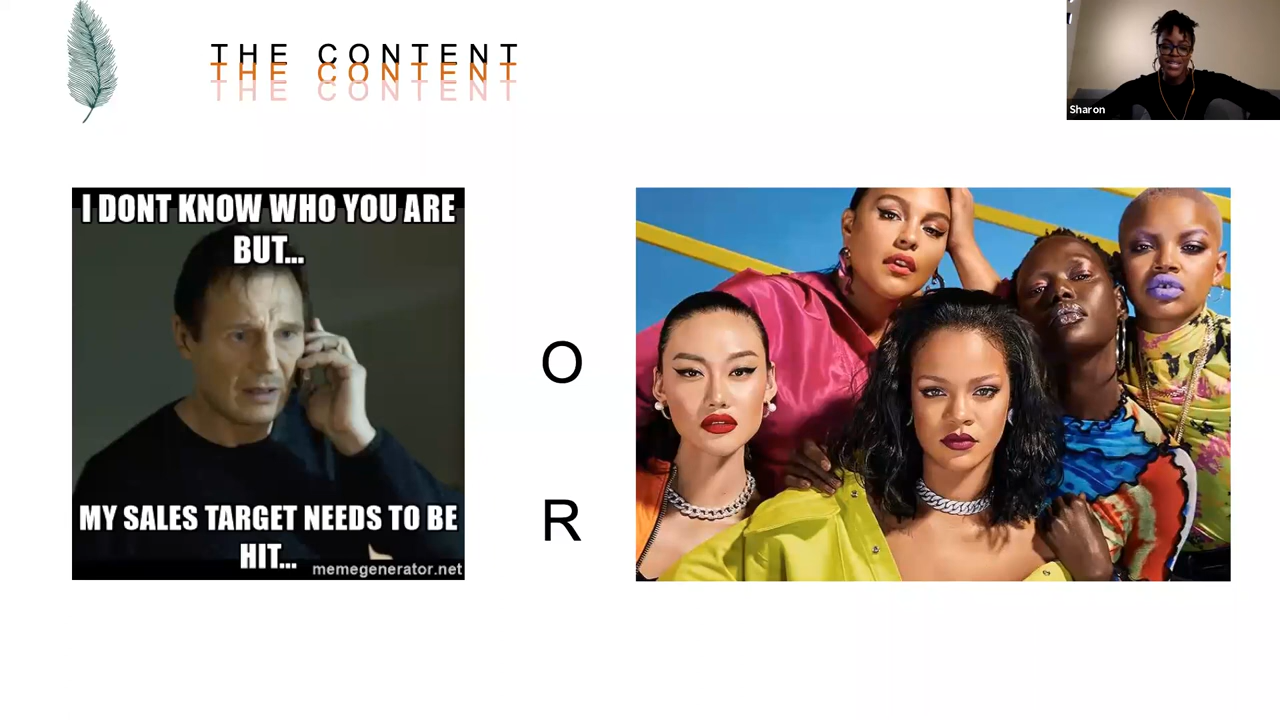 THE CONTENT
THE CONTENT
THE CONTENT
Sharon
I DONT KNOW WHO YOU ARE
BUT...
MY SALES TARGET NEEDS TO BE
HIT...
memegenerator.net
O
R